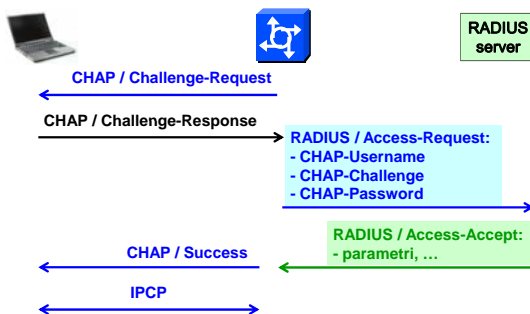 RADIUS
server
CHAP / Challenge-Request
CHAP / Challenge-Response
RADIUS / Access-Request:
- CHAP-Username
- CHAP-Challenge
- CHAP-Password
RADIUS / Access-Accept:
- parametri, ...
CHAP / Success
IPCP